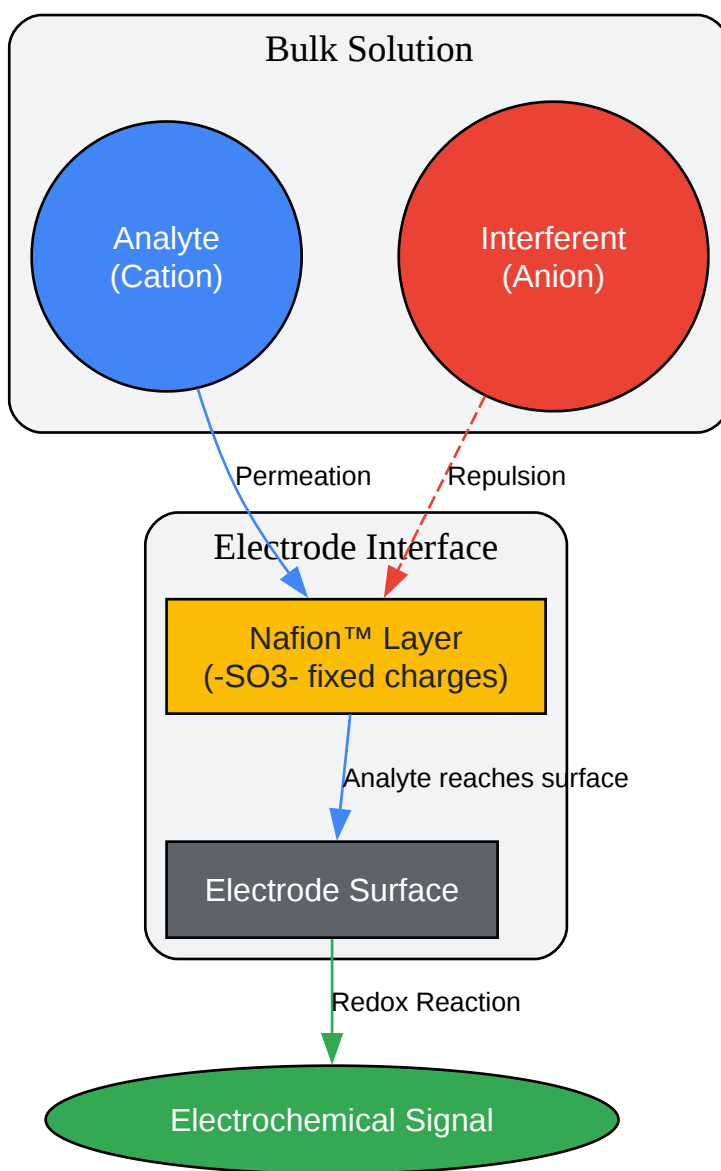 Bulk Solution
Analyte
(Cation)
Interferent
(Anion)
Permeation
Repulsion
Electrode Interface
Nafion™ Layer
(-SO3- fixed charges)
Analyte reaches surface
Electrode Surface
Redox Reaction
Electrochemical Signal